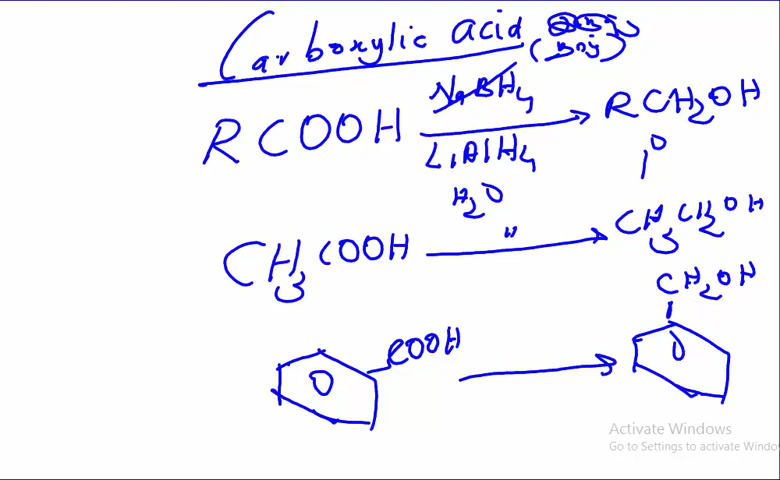 Carboxylic acid
RCOOH NaBH4 RCH2OH
LiAlH4 1°
H2O
CH3COOH " CH3CH2OH
CH2OH
COOH
Activate Windows
Go to Settings to activate Windo